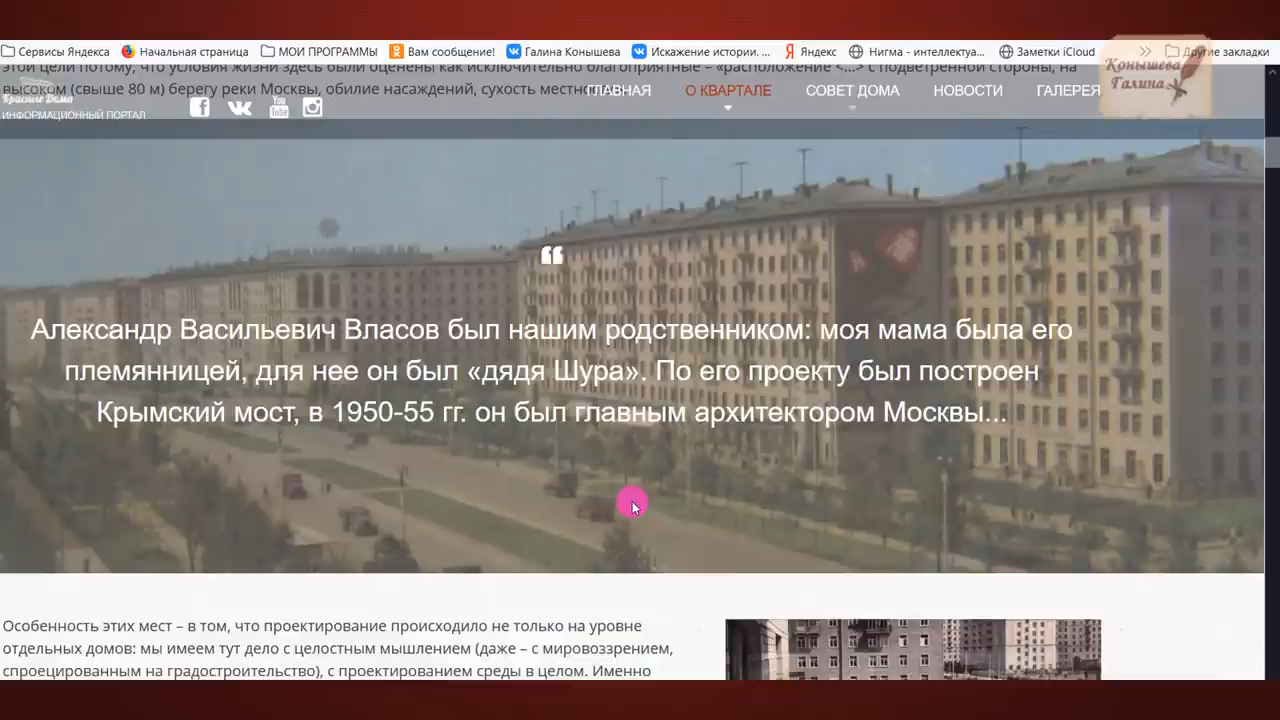 Сервисы Яндекса
Начальная страница
МОИ ПРОГРАММЫ
Вам сообщение!
Галина Конышева
Искажение истории. ...
Яндекс
Нигма - интеллектуа...
Заметки iCloud
Другие закладки
этой цели потому, что условия жизни здесь были оценены как исключительно благоприятные – «расположение <...> с подветренной стороны, на
высоком (свыше 80 м) берегу реки Москвы, обилие насаждений, сухость
Красные Дома
ИНФОРМАЦИОННЫЙ ПОРТАЛ
You
Tube
ГЛАВНАЯ
О КВАРТАЛЕ
СОВЕТ ДОМА
НОВОСТИ
ГАЛЕРЕЯ
Конышева
Галина
“
Александр Васильевич Власов был нашим родственником: моя мама была его
племянницей, для нее он был «дядя Шура». По его проекту был построен
Крымский мост, в 1950-55 гг. он был главным архитектором Москвы...
Особенность этих мест – в том, что проектирование происходило не только на уровне
отдельных домов: мы имеем тут дело с целостным мышлением (даже – с мировоззрением,
спроецированным на градостроительство), с проектированием среды в целом. Именно